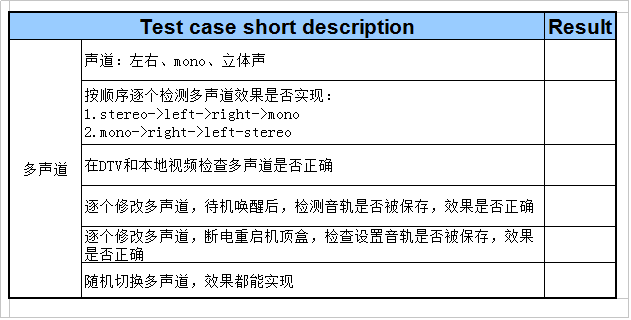 Test case short description Result
声道：左右、mono、立体声
按顺序逐个检测多声道效果是否实现：
1.stereo->left->right->mono
2.mono->right->left-stereo
多声道
在DTV和本地视频检查多声道是否正确
逐个修改多声道，待机唤醒后，检测音轨是否被保存，效果是否正确
逐个修改多声道，断电重启机顶盒，检查设置音轨是否被保存，效果
是否正确
随机切换多声道，效果都能实现